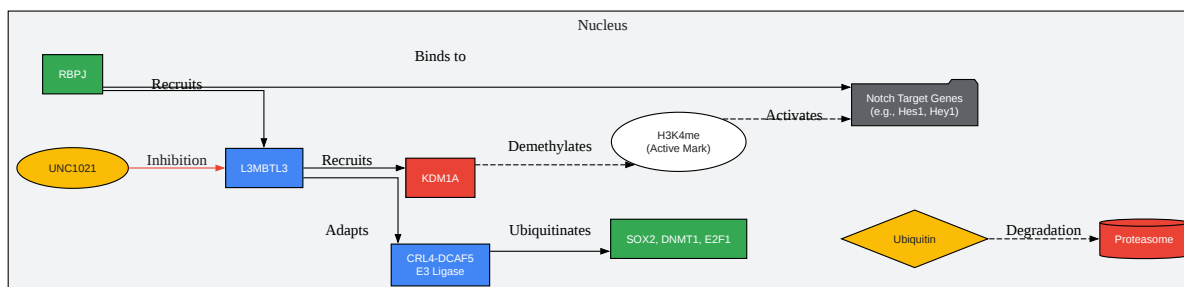 Nucleus
Binds to
RBPJ
Recruits
Notch Target Genes
(e.g., Hes1, Hey1)
Activates
H3K4me
(Active Mark)
Demethylates
UNC1021
Inhibition
L3MBTL3
Recruits
KDM1A
Adapts
CRL4-DCAF5
E3 Ligase
Ubiquitinates
SOX2, DNMT1, E2F1
Ubiquitin
Degradation
Proteasome